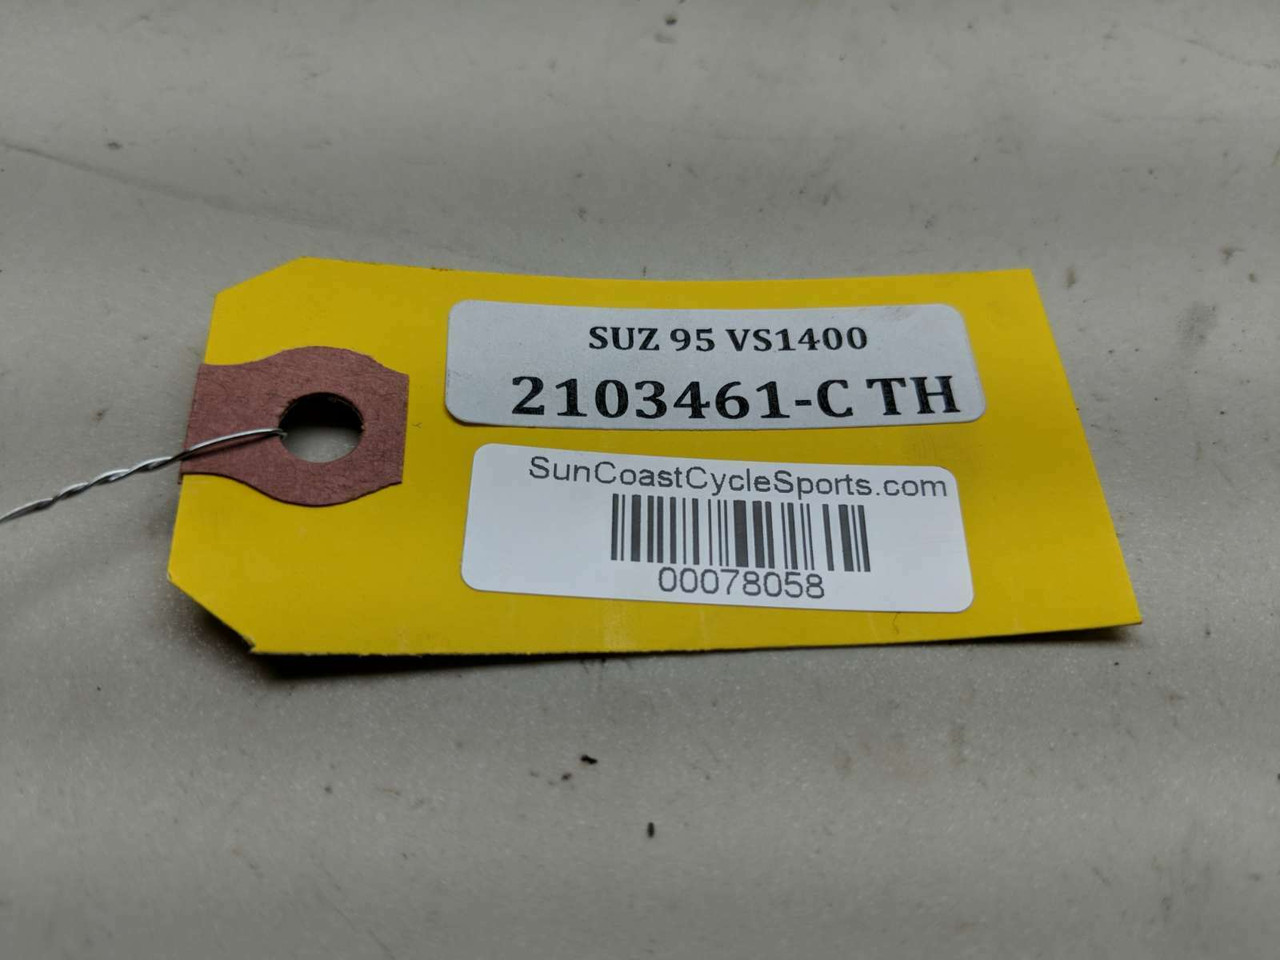 SUZ 95 VS1400
2103461-C TH
SunCoastCycleSports.com
00078058